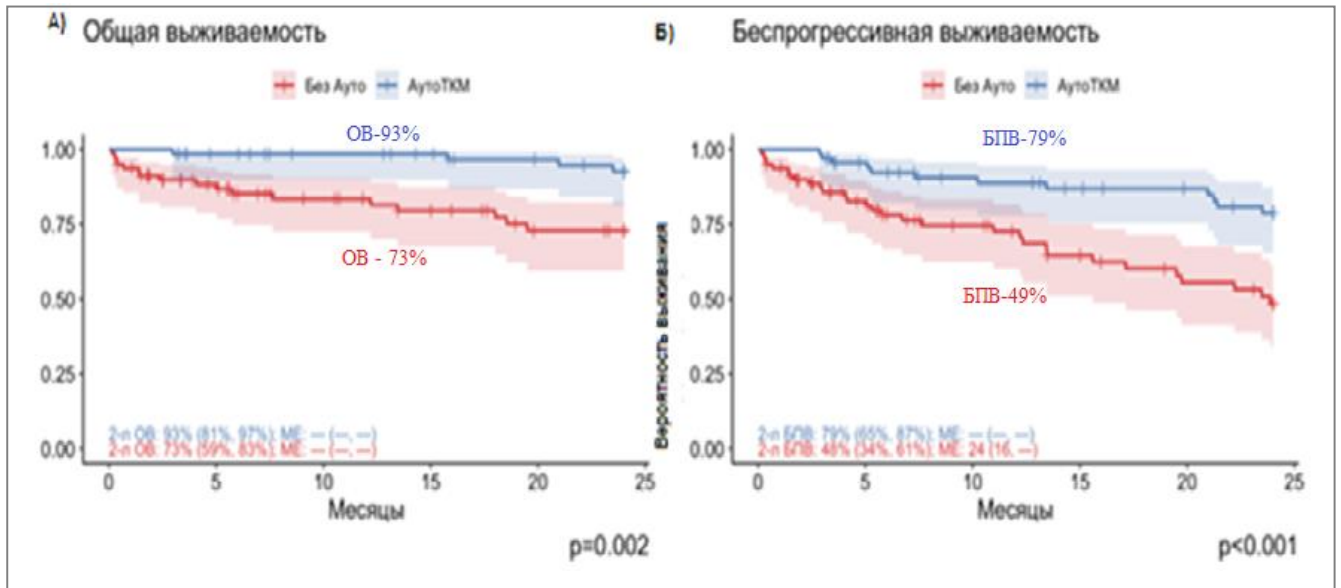 А) Общая выживаемость
Без Ауто АутоТКМ
ОВ-93%
ОВ - 73%
1.00
0.75
0.50
0.25
0.00
2-л ОВ: 93% (81%, 97%); МЕ: — (—, —)
2-л ОВ: 73% (59%, 83%); МЕ: — (—, —)
0 5 10 15 20 25
Месяцы
p=0.002
Б) Беспрогрессивная выживаемость
Без Ауто АутоТКМ
БПВ-79%
БПВ-49%
Вероятность выживания
1.00
0.75
0.50
0.25
0.00
2-л БПВ: 79% (65%, 87%); МЕ: — (—, —)
2-л БПВ: 48% (34%, 61%); МЕ: 24 (16, —)
0 5 10 15 20 25
Месяцы
p<0.001